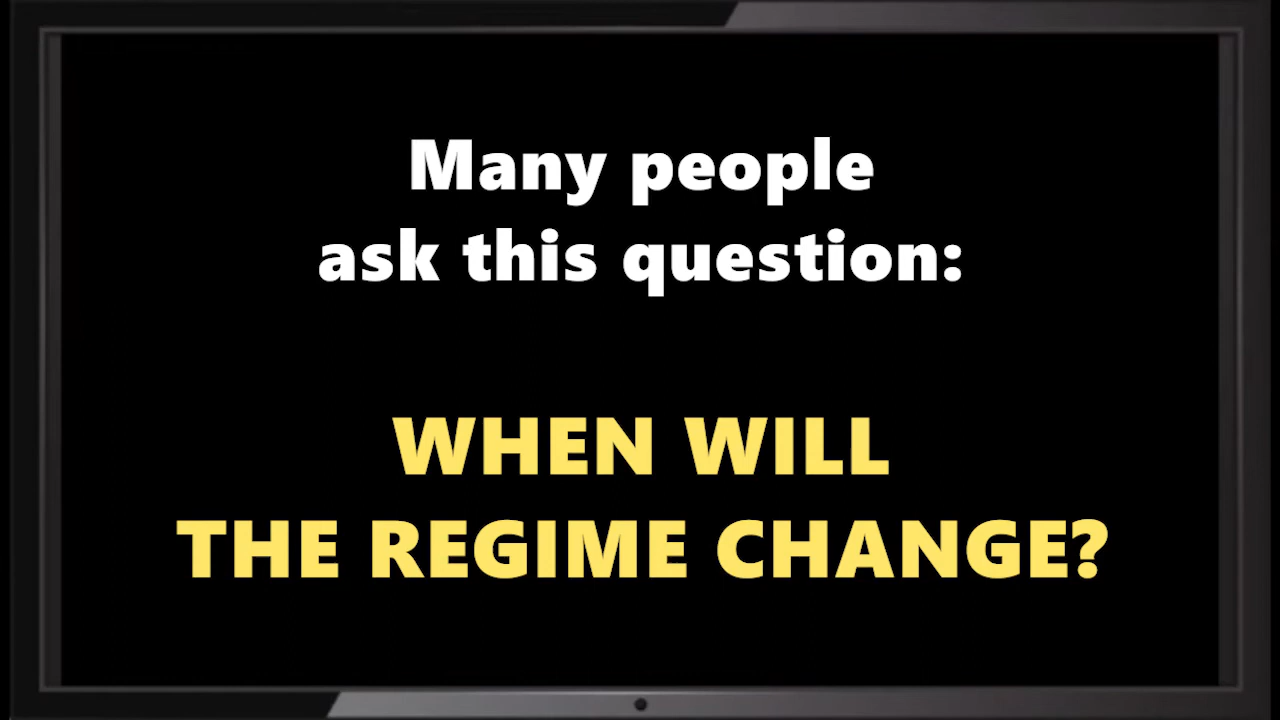 Many people
ask this question:
WHEN WILL
THE REGIME CHANGE?